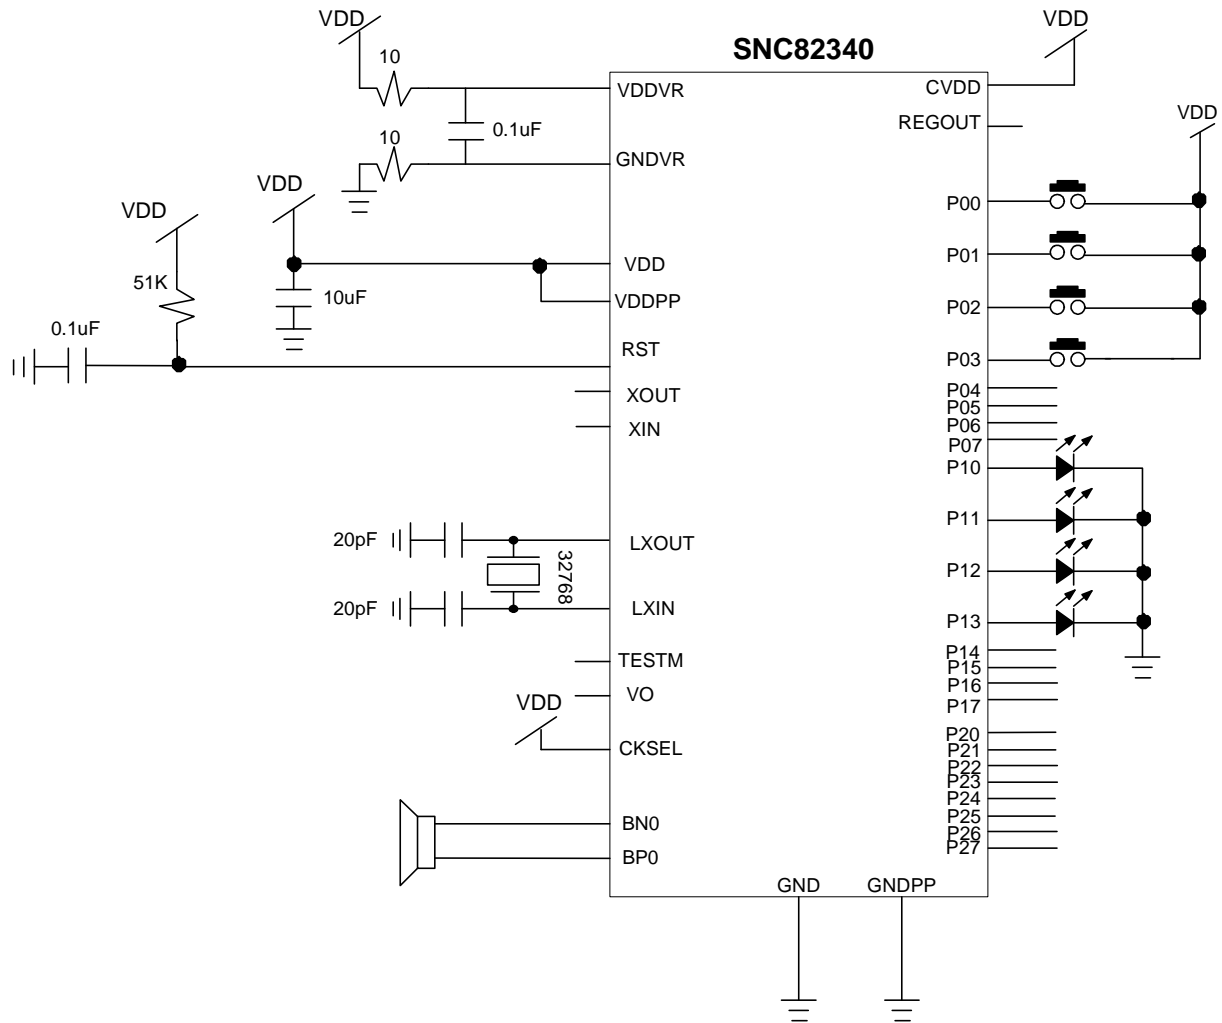 VDD
SNC82340
VDD
10
VDDVR
CVDD
0.1uF
REGOUT
VDD
10
GNDVR
VDD
P00
VDD
P01
VDD
51K
10uF
VDDPP
P02
0.1uF
RST
P03
XOUT
P04
P05
XIN
P06
P07
P10
P11
20pF
LXOUT
32768
P12
20pF
LXIN
P13
TESTM
P14
P15
VO
P16
P17
VDD
CKSEL
P20
P21
P22
P23
P24
BN0
P25
P26
P27
BP0
GND
GNDPP